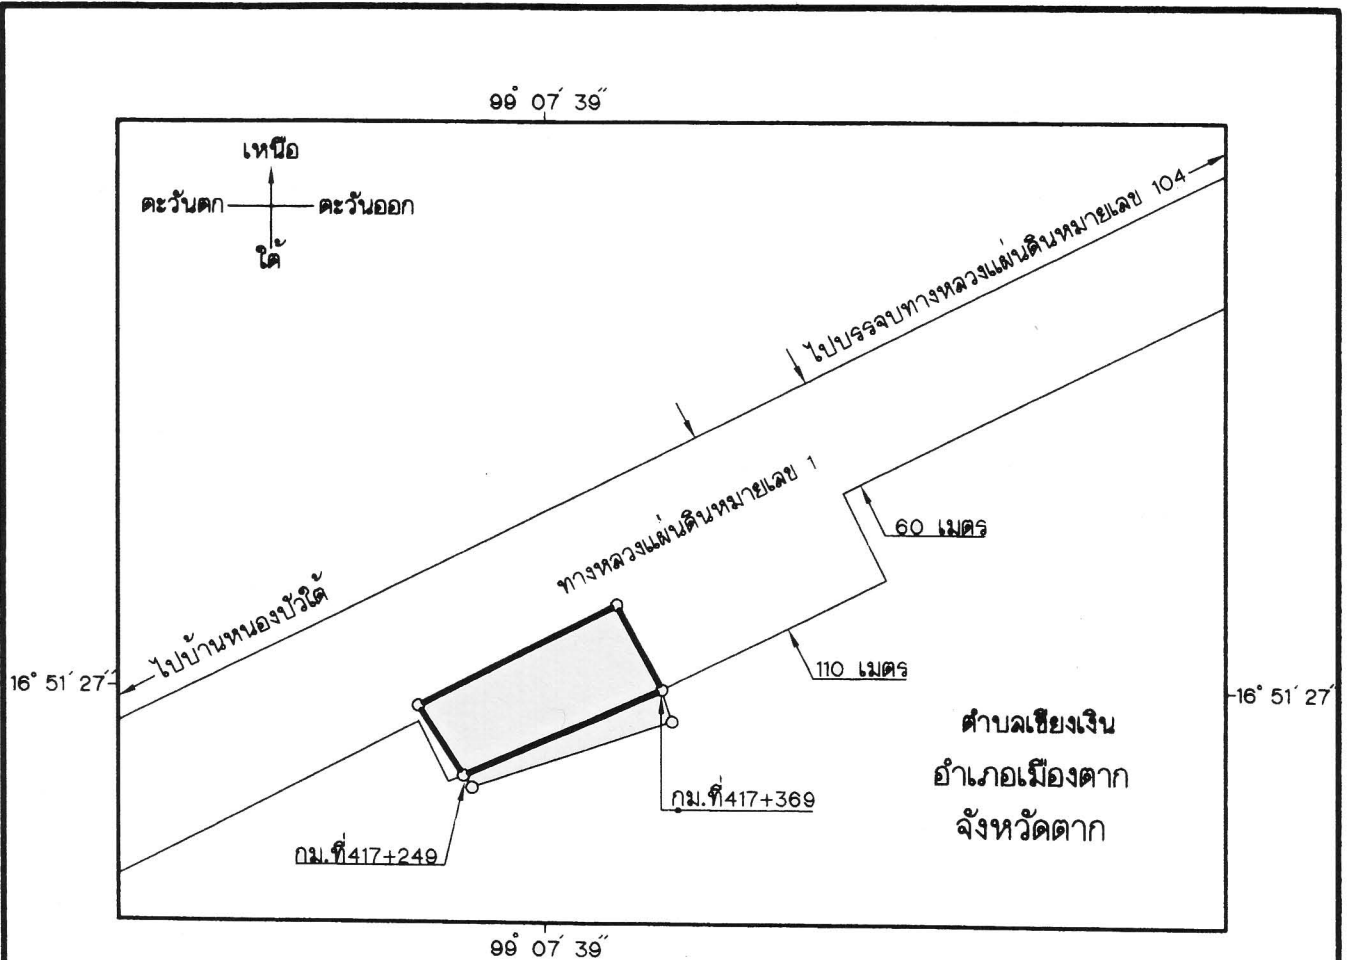 99° 07′ 39″
เหนือ
ตะวันตก ตะวันออก
ใต้
ไปบรรจบทางหลวงแผ่นดินหมายเลข 104
ทางหลวงแผ่นดินหมายเลข 1
60 เมตร
ไปบ้านหนองบัวใต้
110 เมตร
16° 51′ 27″
16° 51′ 27″
ตำบลเชียงเงิน
อำเภอเมืองตาก
จังหวัดตาก
กม.ที่417+369
กม.ที่417+249
99° 07′ 39″